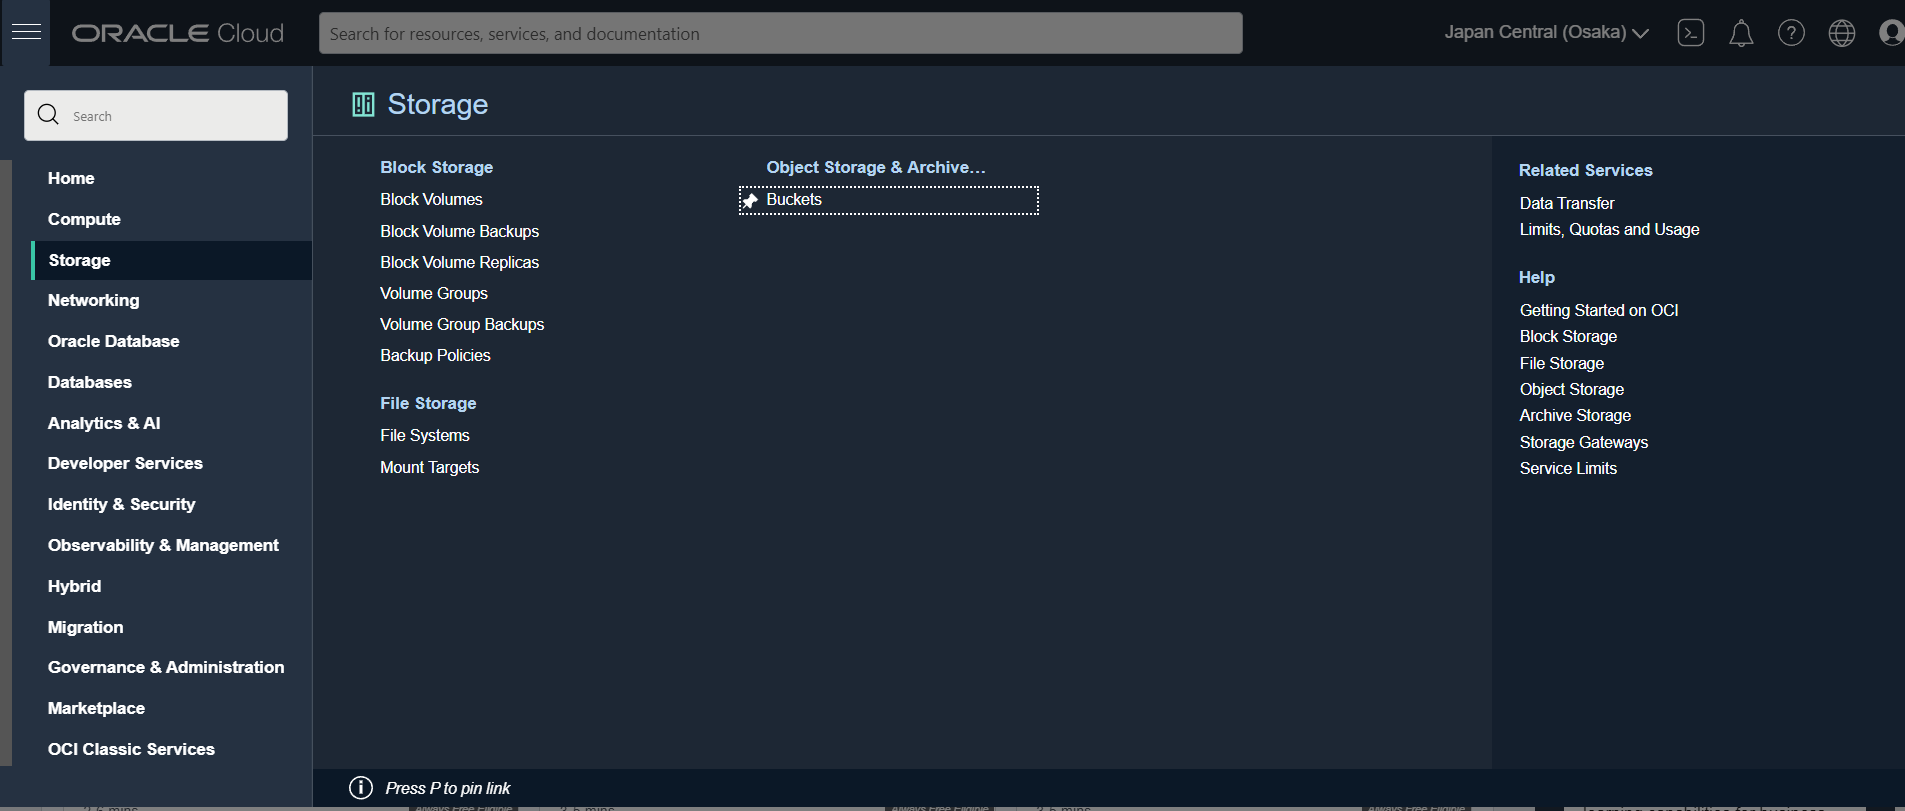 ORACLE Cloud
Search for resources, services, and documentation
Japan Central (Osaka)
Search
Home
Compute
Storage
Networking
Oracle Database
Databases
Analytics & AI
Developer Services
Identity & Security
Observability & Management
Hybrid
Migration
Governance & Administration
Marketplace
OCI Classic Services
Storage
Block Storage
Block Volumes
Block Volume Backups
Block Volume Replicas
Volume Groups
Volume Group Backups
Backup Policies
File Storage
File Systems
Mount Targets
Object Storage & Archive...
Buckets
Related Services
Data Transfer
Limits, Quotas and Usage
Help
Getting Started on OCI
Block Storage
File Storage
Object Storage
Archive Storage
Storage Gateways
Service Limits
Press P to pin link